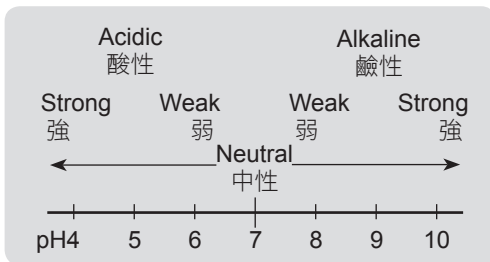 Acidic Alkaline
酸性 鹼性
Strong Weak Weak Strong
強 弱 弱 強
Neutral
中性
pH4 5 6 7 8 9 10